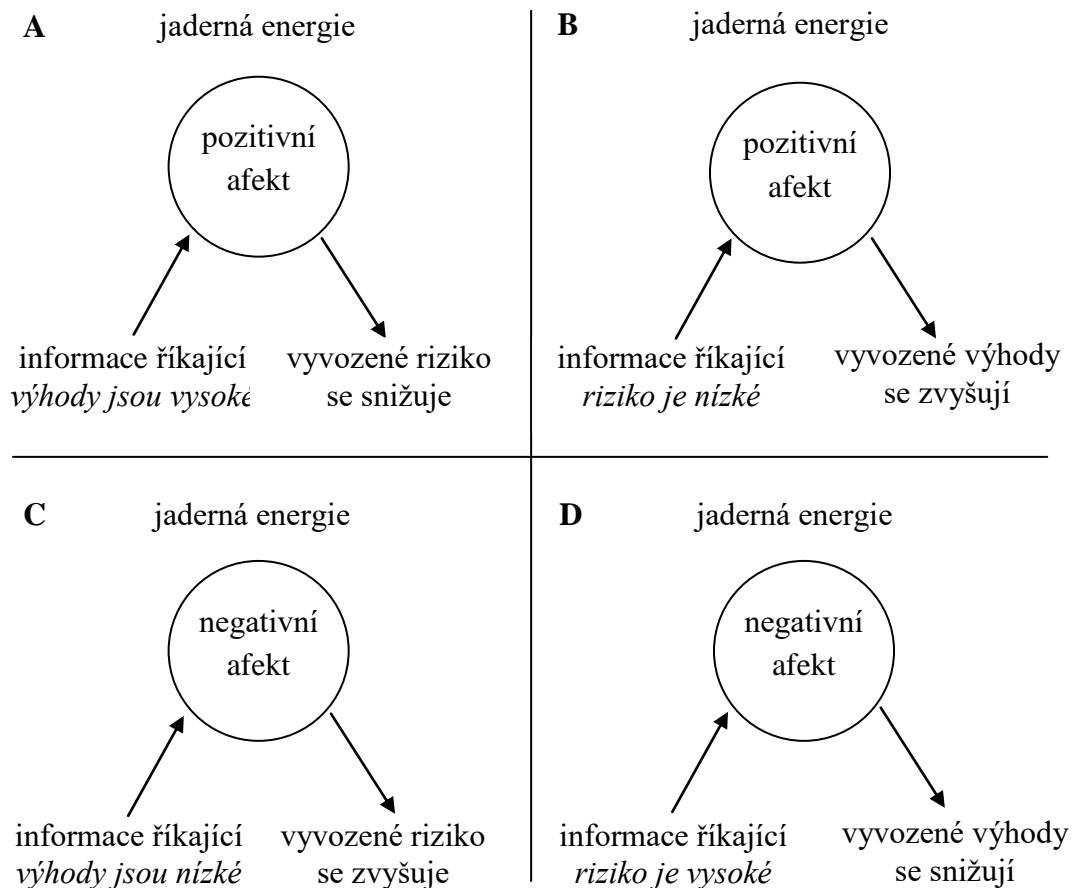 A
jaderná energie
pozitivní
afekt
informace říkající
výhody jsou vysoké
vyvozené riziko
se snižuje
B
jaderná energie
pozitivní
afekt
informace říkající
riziko je nízké
vyvozené výhody
se zvyšují
C
jaderná energie
negativní
afekt
informace říkající
výhody jsou nízké
vyvozené riziko
se zvyšuje
D
jaderná energie
negativní
afekt
informace říkající
riziko je vysoké
vyvozené výhody
se snižují